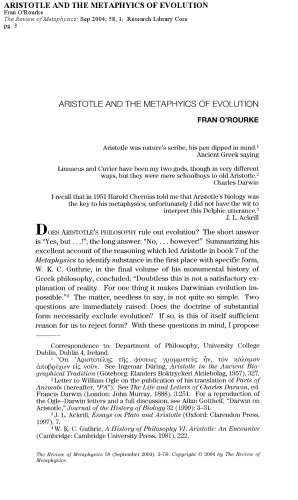 ARISTOTLE AND THE METAPHYICS OF EVOLUTION
Fran O'Rourke
The Review of Metaphysics; Sep 2004; 58, 1; Research Library Core
pg. 3
ARISTOTLE AND THE METAPHYICS OF EVOLUTION
FRAN O'ROURKE
Aristotle was nature's scribe, his pen dipped in mind.1
Ancient Greek saying
Linnaeus and Cuvier have been my two gods, though in very different
ways, but they were mere schoolboys to old Aristotle.2
Charles Darwin
I recall that in 1951 Harold Cherniss told me that Aristotle's biology was
the key to his metaphysics; unfortunately I did not have the wit to
interpret this Delphic utterance.3
J. L. Ackrill
DOES ARISTOTLE'S PHILOSOPHY rule out evolution? The short answer
is "Yes, but . . .!"; the long answer: "No, . . . however!" Summarizing his
excellent account of the reasoning which led Aristotle in book 7 of the
Metaphysics to identify substance in the first place with specific form,
W. K. C. Guthrie, in the final volume of his monumental history of
Greek philosophy, concluded: "Doubtless this is not a satisfactory ex-
planation of reality. For one thing it makes Darwinian evolution im-
possible."4 The matter, needless to say, is not quite so simple. Two
questions are immediately raised: Does the doctrine of substantial
form necessarily exclude evolution? If so, is this of itself sufficient
reason for us to reject form? With these questions in mind, I propose
Correspondence to: Department of Philosophy, University College
Dublin, Dublin 4, Ireland.
1 "Ὅτι Ἀριστοτέλης τῆς φύσεως γραμματεὺς ἦν, τὸν κάλαμον
ἀποβρέχων εἰς νοῦν. See Ingemar Düring, Aristotle in the Ancient Bio-
graphical Tradition (Göteborg: Elanders Boktryckeri Aktiebolag, 1957), 327.
2 Letter to William Ogle on the publication of his translation of Parts of
Animals (hereafter, "PA"). See The Life and Letters of Charles Darwin, ed.
Francis Darwin (London: John Murray, 1888), 3:251. For a reproduction of
the Ogle–Darwin letters and a full discussion, see Allan Gotthelf, "Darwin on
Aristotle," Journal of the History of Biology 32 (1999): 3–31.
3 J. L. Ackrill, Essays on Plato and Aristotle (Oxford: Clarendon Press,
1997), 7.
4 W. K. C. Guthrie, A History of Philosophy VI, Aristotle: An Encounter
(Cambridge: Cambridge University Press, 1981), 222.
The Review of Metaphysics 58 (September 2004): 3–59. Copyright © 2004 by The Review of
Metaphysics